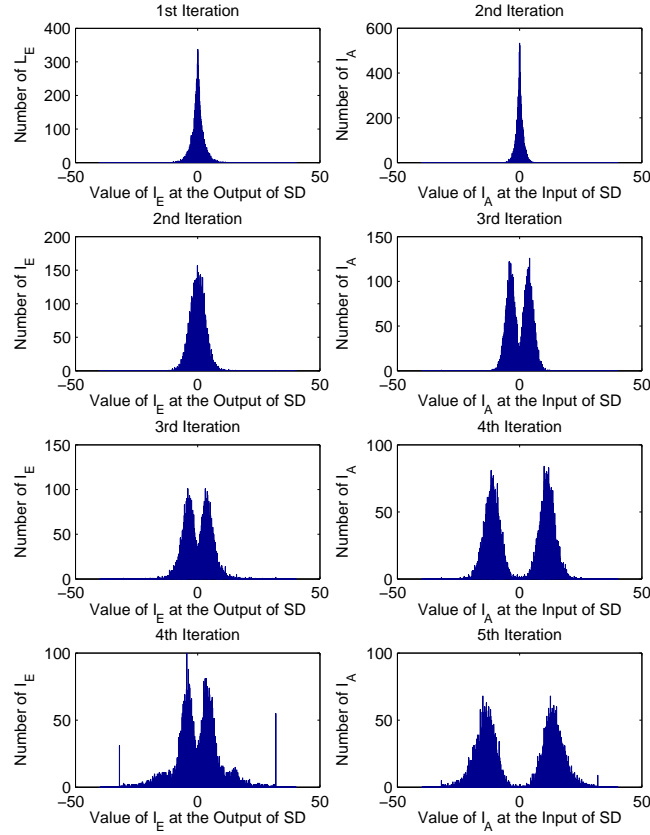 1st Iteration
Number of L_E
400
300
200
100
0
−50 0 50
Value of I_E at the Output of SD
2nd Iteration
Number of I_A
600
400
200
0
−50 0 50
Value of I_A at the Input of SD
2nd Iteration
Number of I_E
200
150
100
50
0
−50 0 50
Value of I_E at the Output of SD
3rd Iteration
Number of I_A
150
100
50
0
−50 0 50
Value of I_A at the Input of SD
3rd Iteration
Number of I_E
150
100
50
0
−50 0 50
Value of I_E at the Output of SD
4th Iteration
Number of I_A
100
80
60
40
20
0
−50 0 50
Value of I_A at the Input of SD
4th Iteration
Number of I_E
100
50
0
−50 0 50
Value of I_E at the Output of SD
5th Iteration
Number of I_A
100
50
0
−50 0 50
Value of I_A at the Input of SD